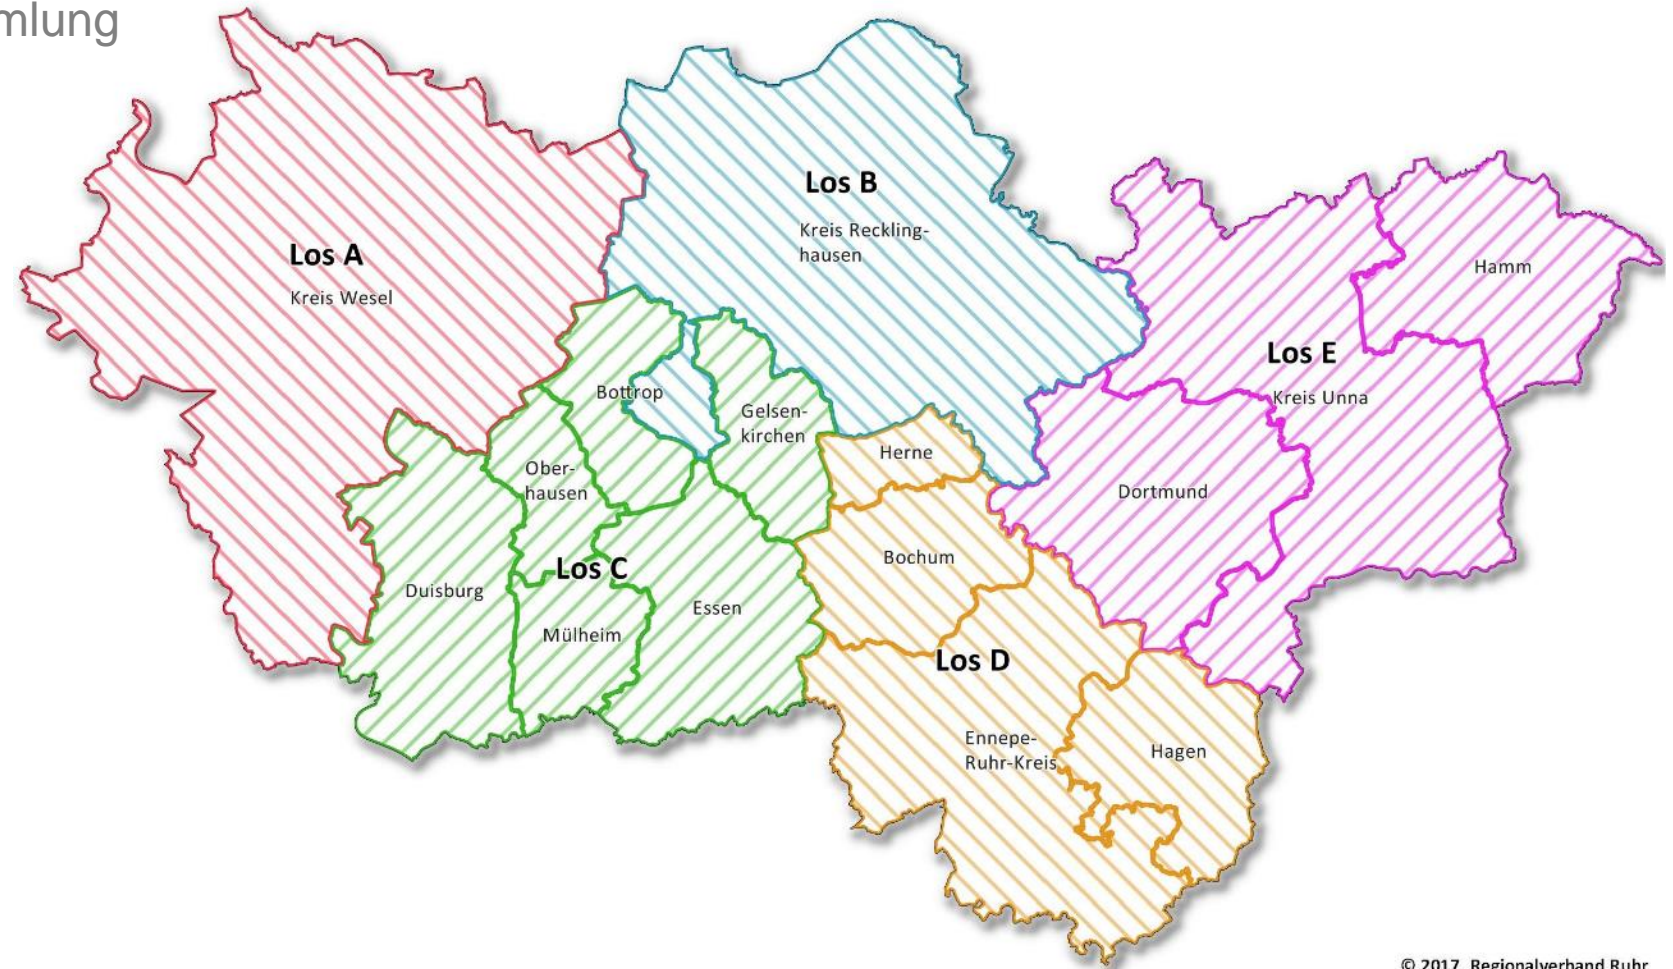 mlung
Los A
Kreis Wesel
Los B
Kreis Reckling-
hausen
Los E
Kreis Unna
Hamm
Dortmund
Bottrop
Gelsen-
kirchen
Ober-
hausen
Los C
Duisburg
Mülheim
Essen
Herne
Bochum
Los D
Ennepe-
Ruhr-Kreis
Hagen
© 2017, Regionalverband Ruhr